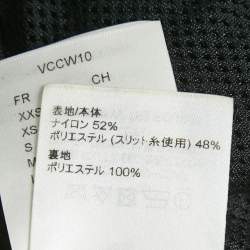 VCCW10
FR CH
XXS
XS
S
M
表地/本体
ナイロン 52%
ポリエステル (スリット糸使用) 48%
裏地
ポリエステル 100%